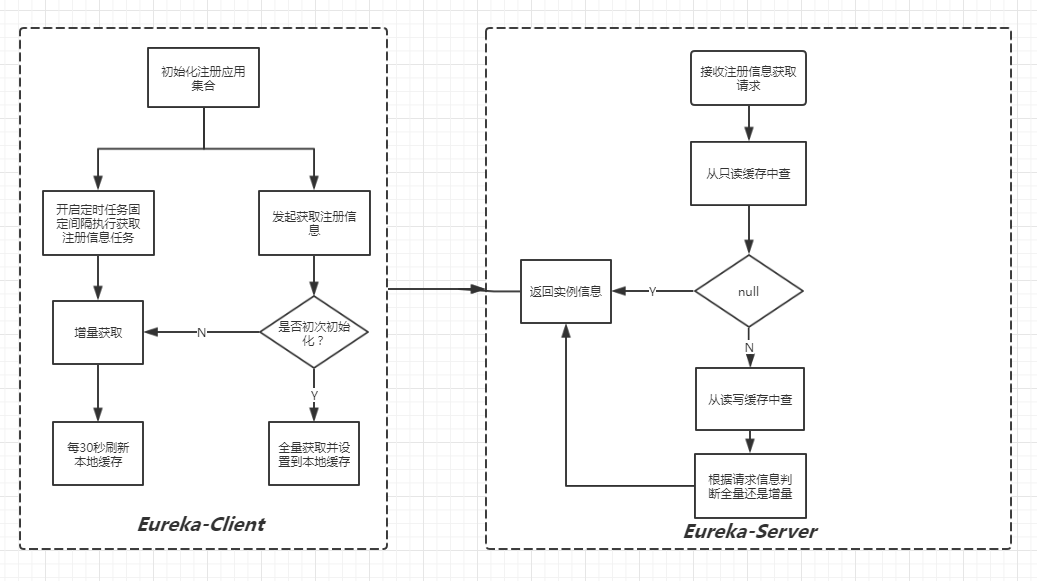 初始化注册应用
集合
开启定时任务固
定间隔执行获取
注册信息任务
发起获取注册信
息
增量获取
N
是否初次初始
化？
Y
每30秒刷新
本地缓存
全量获取并设
置到本地缓存
Eureka-Client
接收注册信息获取
请求
从只读缓存中查
返回实例信息
Y
null
N
从读写缓存中查
根据请求信息判
断全量还是增量
Eureka-Server